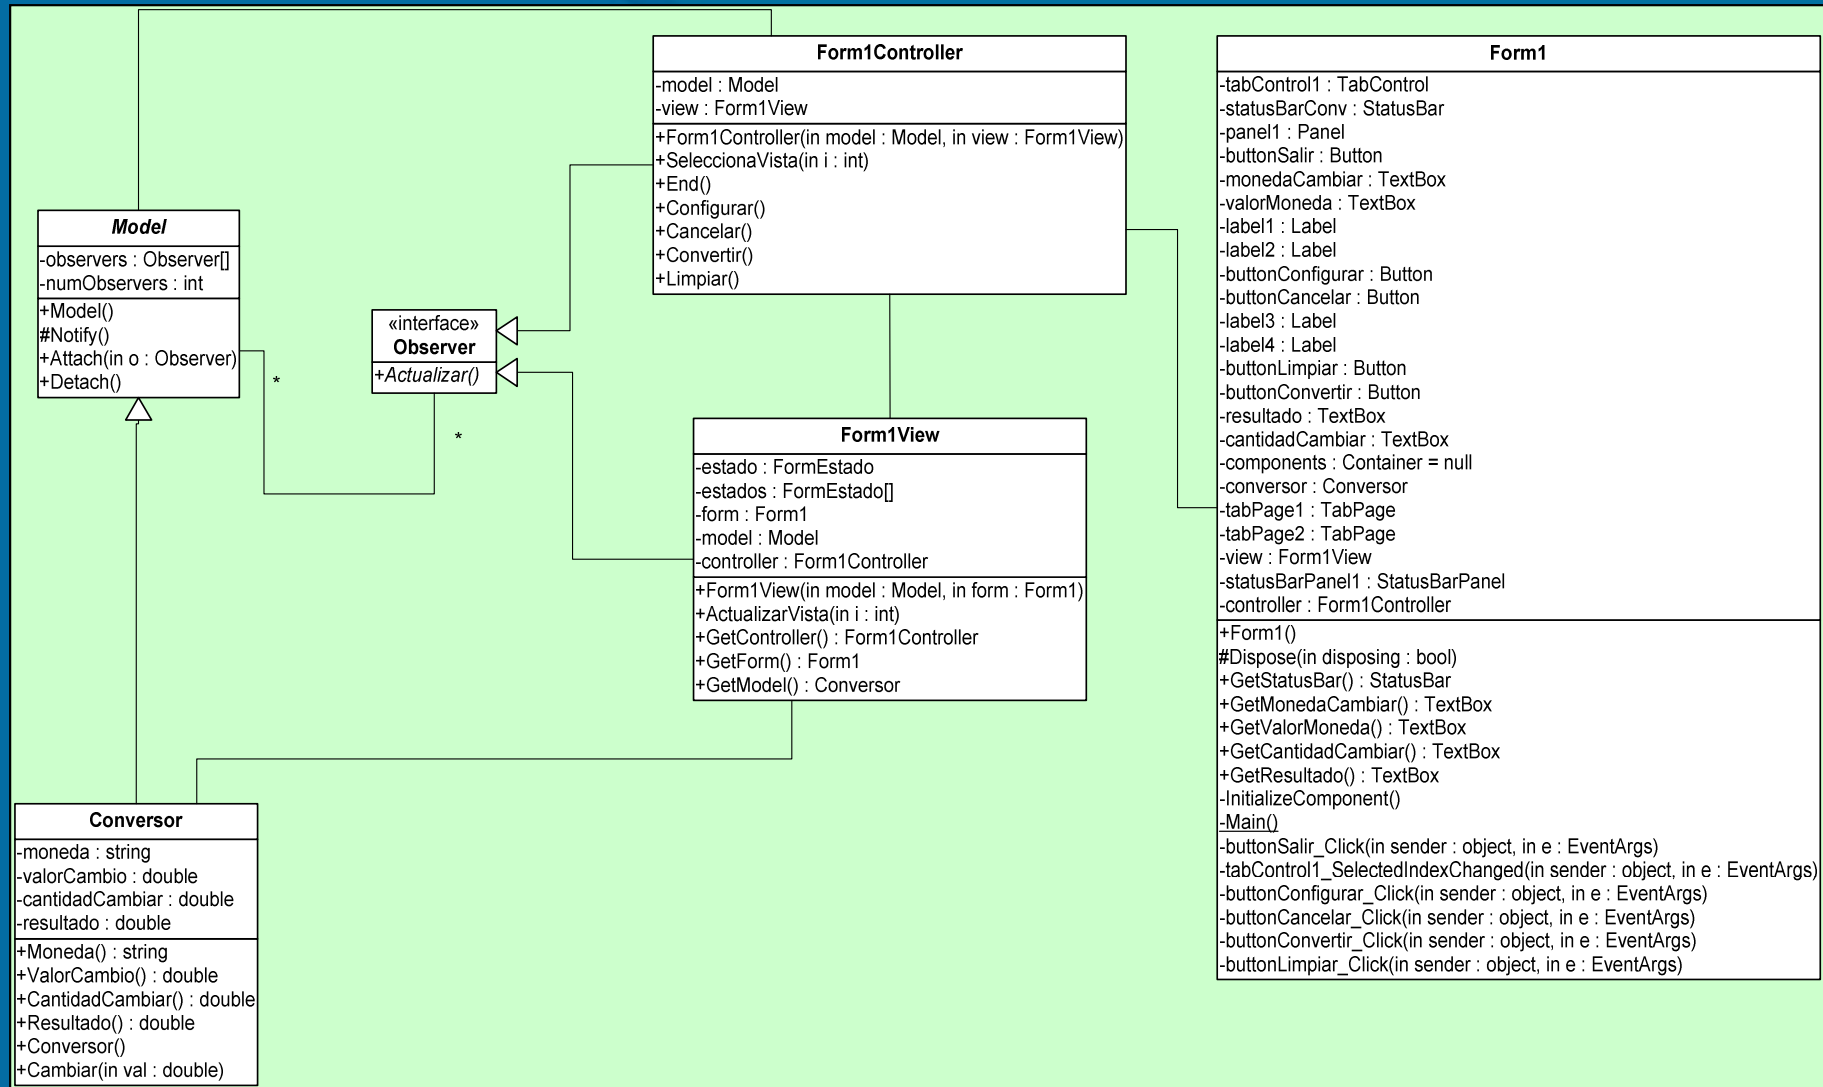 Form1Controller
-model : Model
-view : Form1View
+Form1Controller(in model : Model, in view : Form1View)
+SeleccionaVista(in i : int)
+End()
+Configurar()
+Cancelar()
+Convertir()
+Limpiar()
Form1
-tabControl1 : TabControl
-statusBarConv : StatusBar
-panel1 : Panel
-buttonSalir : Button
-monedaCambiar : TextBox
-valorMoneda : TextBox
-label1 : Label
-label2 : Label
-buttonConfigurar : Button
-buttonCancelar : Button
-label3 : Label
-label4 : Label
-buttonLimpiar : Button
-buttonConvertir : Button
-resultado : TextBox
-cantidadCambiar : TextBox
-components : Container = null
-conversor : Conversor
-tabPage1 : TabPage
-tabPage2 : TabPage
-view : Form1View
-statusBarPanel1 : StatusBarPanel
-controller : Form1Controller
+Form1()
#Dispose(in disposing : bool)
+GetStatusBar() : StatusBar
+GetMonedaCambiar() : TextBox
+GetValorMoneda() : TextBox
+GetCantidadCambiar() : TextBox
+GetResultado() : TextBox
-InitializeComponent()
-Main()
-buttonSalir_Click(in sender : object, in e : EventArgs)
-tabControl1_SelectedIndexChanged(in sender : object, in e : EventArgs)
-buttonConfigurar_Click(in sender : object, in e : EventArgs)
-buttonCancelar_Click(in sender : object, in e : EventArgs)
-buttonConvertir_Click(in sender : object, in e : EventArgs)
-buttonLimpiar_Click(in sender : object, in e : EventArgs)
Model
-observers : Observer[]
-numObservers : int
+Model()
#Notify()
+Attach(in o : Observer)
+Detach()
*
«interface»
Observer
+Actualizar()
*
Form1View
-estado : FormEstado
-estados : FormEstado[]
-form : Form1
-model : Model
-controller : Form1Controller
+Form1View(in model : Model, in form : Form1)
+ActualizarVista(in i : int)
+GetController() : Form1Controller
+GetForm() : Form1
+GetModel() : Conversor
Conversor
-moneda : string
-valorCambio : double
-cantidadCambiar : double
-resultado : double
+Moneda() : string
+ValorCambio() : double
+CantidadCambiar() : double
+Resultado() : double
+Conversor()
+Cambiar(in val : double)